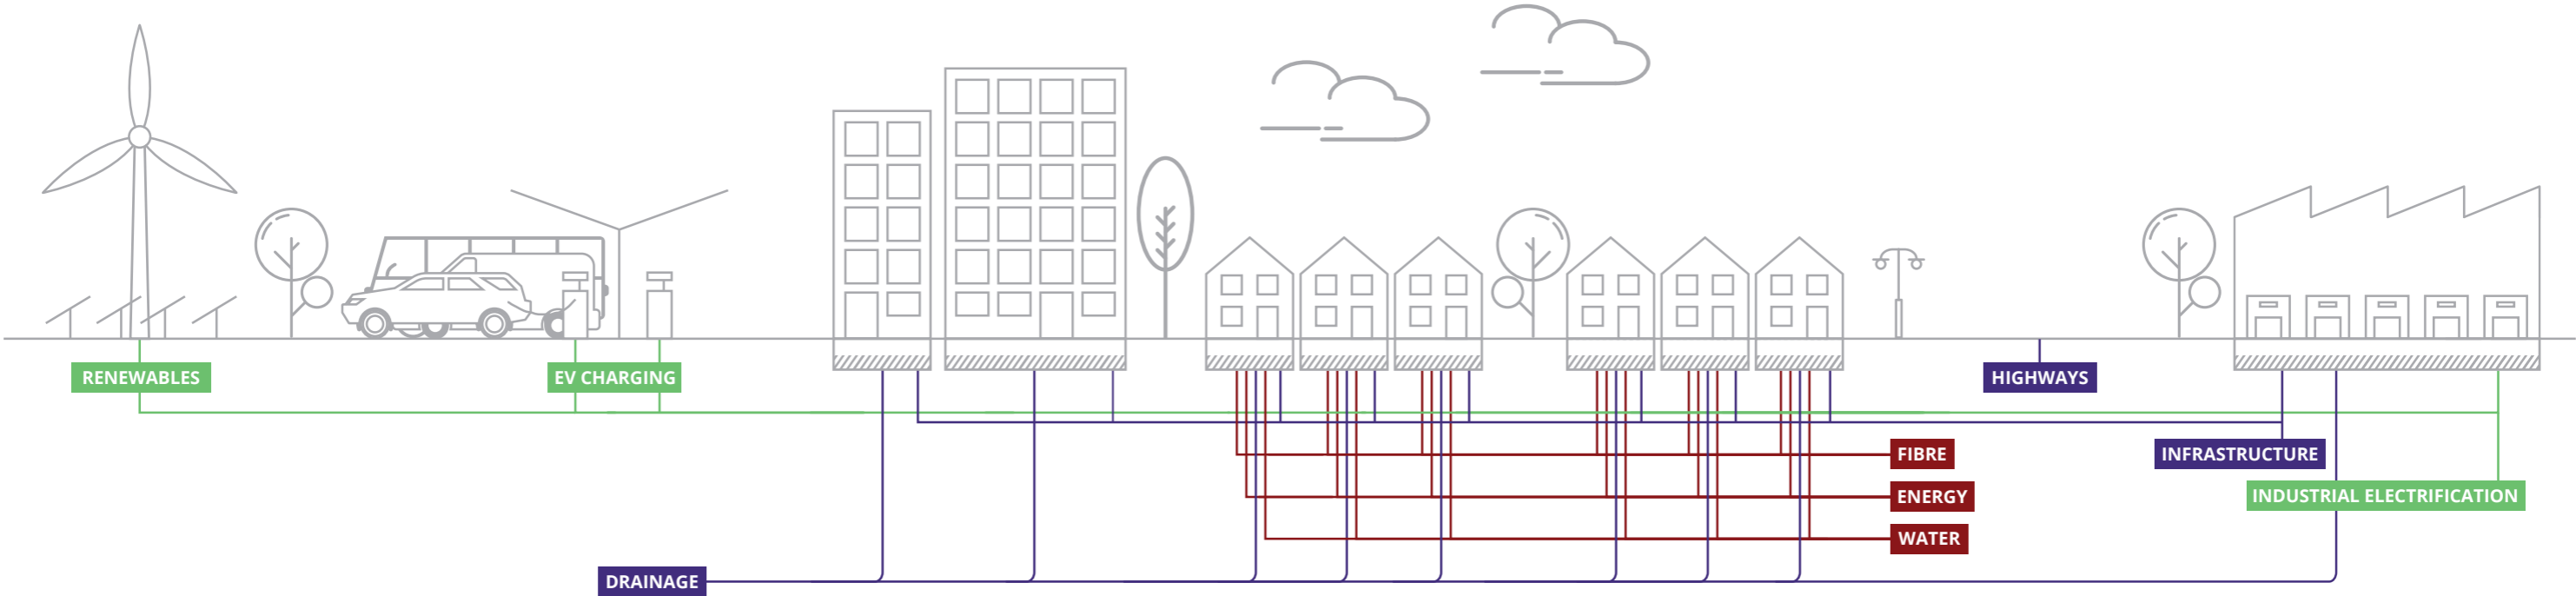 RENEWABLES
EV CHARGING
HIGHWAYS
FIBRE
INFRASTRUCTURE
ENERGY
INDUSTRIAL ELECTRIFICATION
WATER
DRAINAGE